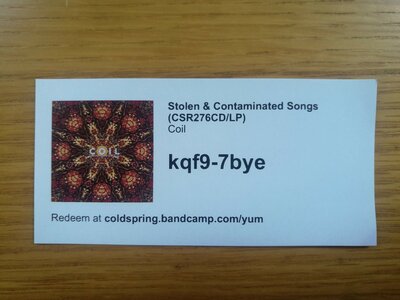 Stolen & Contaminated Songs
(CSR276CD/LP)
Coil
COIL
kqf9-7bye
Redeem at coldspring.bandcamp.com/yum